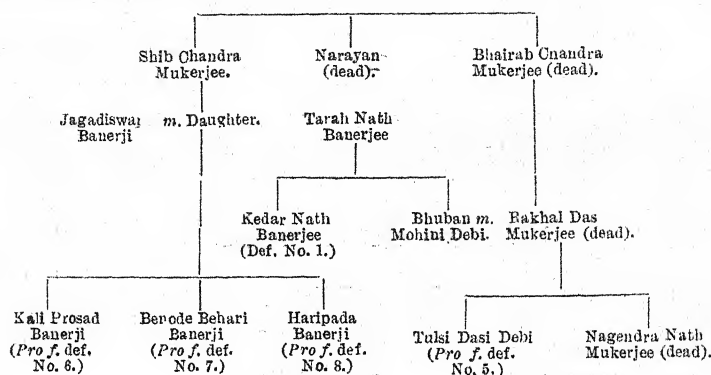 Shib Chandra
Mukerjee.
Narayan
(dead).
Bhairab Cnandra
Mukerjee (dead).
Jagadiswar
Banerji
m. Daughter.
Tarah Nath
Banerjee
Kedar Nath
Banerjee
(Def. No. 1.)
Bhuban m.
Mohini Debi.
Rakhal Das
Mukerjee (dead).
Kali Prosad
Banerji
(Pro f. def.
No. 6.)
Benode Behari
Banerji
(Pro f. def.
No. 7.)
Haripada
Banerji
(Pro f. def.
No. 8.)
Tulsi Dasi Debi
(Pro f. def.
No. 5.)
Nagendra Nath
Mukerjee (dead).